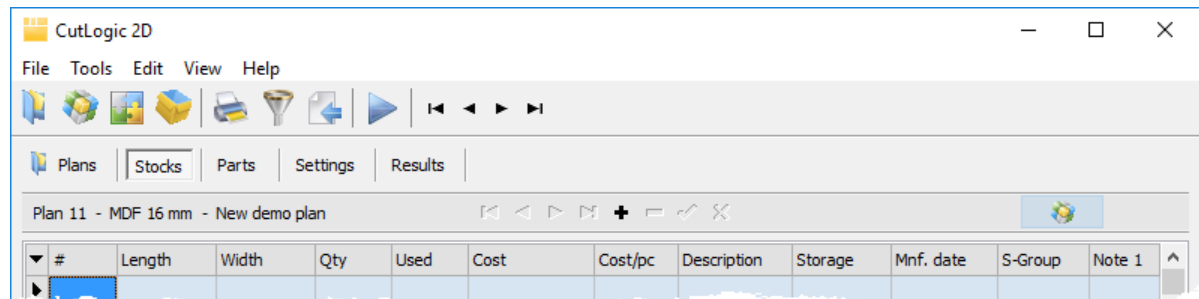 CutLogic 2D
File Tools Edit View Help
Plans Stocks Parts Settings Results
Plan 11 - MDF 16 mm - New demo plan
# Length Width Qty Used Cost Cost/pc Description Storage Mnf. date S-Group Note 1